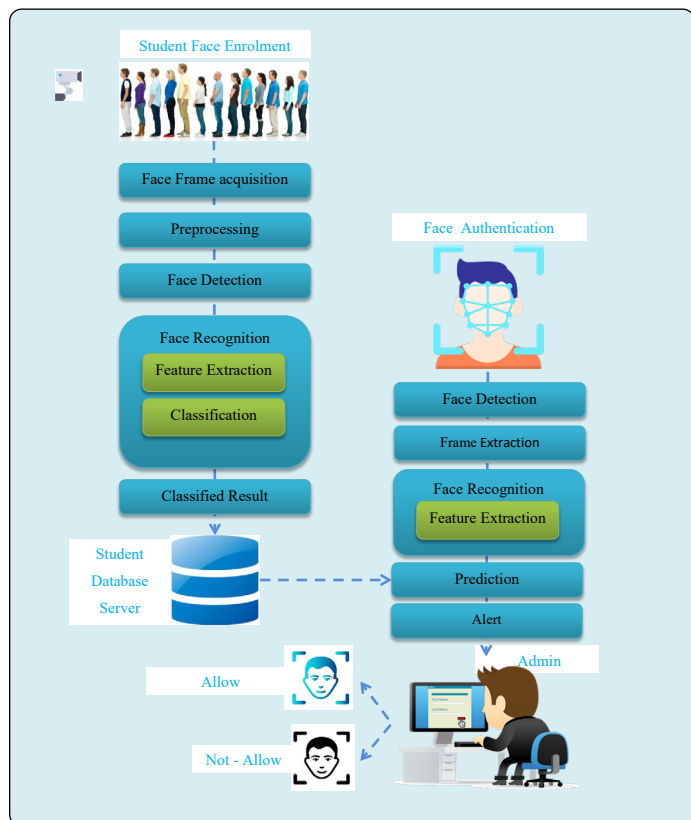 Student Face Enrolment
Face Frame acquisition
Preprocessing
Face Detection
Face Recognition
Feature Extraction
Classification
Classified Result
Student
Database
Server
Face Authentication
Face Detection
Frame Extraction
Face Recognition
Feature Extraction
Prediction
Alert
Admin
Allow
Not - Allow